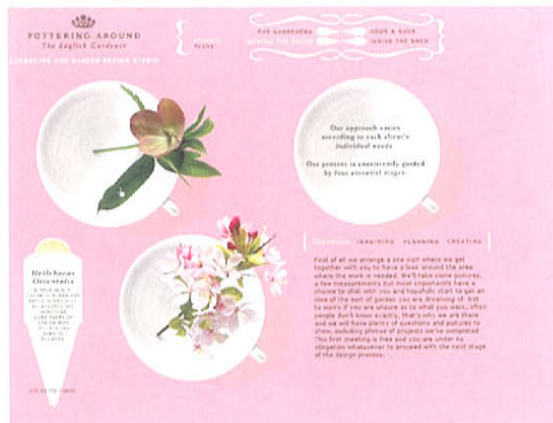 POTTERING AROUND
The English Gardener
LANDSCAPE AND GARDEN DESIGN STUDIO
PLANS
THE GARDENERS
BEHIND THE SCENE
ODDS & SODS
INSIDE THE SHED
Our approach varies
according to each client's
individual needs
Our process is consistently guided
by four essential stages:
IMAGINING PLANNING CREATING
First of all we arrange a site visit where we get
together with you to have a look around the area
where the work is needed. We'll take some pictures,
a few measurements but most importantly have a
chance to chat with you and hopefully start to get an
idea of the sort of garden you are dreaming of. Not
to worry if you are unsure as to what you want, often
people don't know exactly, that's why we are there
and we will have plenty of questions and pictures to
show, including photos of projects we've completed.
This first meeting is free and you are under no
obligation whatsoever to proceed with the next stage
of the design process.
Helleborus
Orientalis